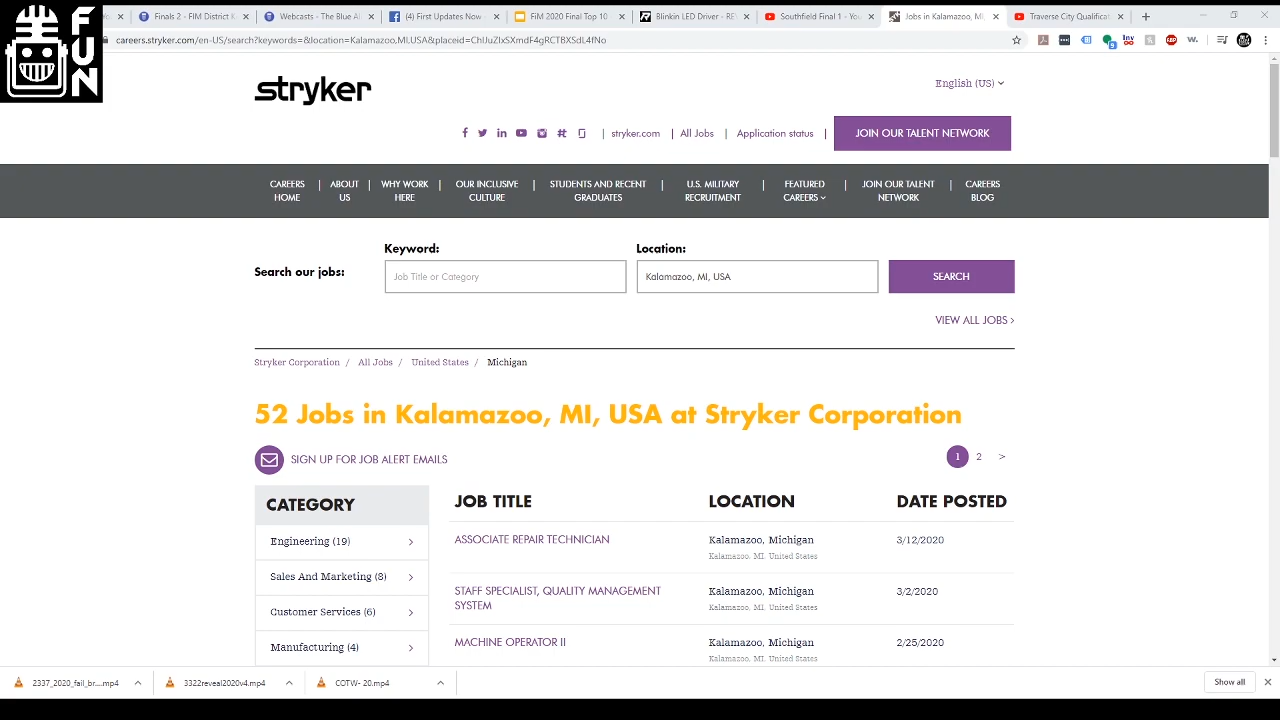 Finals 2 - FIM District K
Webcasts - The Blue Al
(4) First Updates Now
FiM 2020 Final Top 10
Blinkin LED Driver - RE
Southfield Final 1 - You
Jobs in Kalamazoo, MI,
Traverse City Qualificat
careers.stryker.com/en-US/search?keywords=&location=Kalamazoo,MI,USA&placeid=ChIJuZIxSXmdF4gRCTBXSdL4fNo
FUN
stryker
English (US)
| stryker.com | All Jobs | Application status |
JOIN OUR TALENT NETWORK
CAREERS HOME | ABOUT US | WHY WORK HERE | OUR INCLUSIVE CULTURE | STUDENTS AND RECENT GRADUATES | U.S. MILITARY RECRUITMENT | FEATURED CAREERS | JOIN OUR TALENT NETWORK | CAREERS BLOG
Keyword:
Location:
Search our jobs:
Job Title or Category
Kalamazoo, MI, USA
SEARCH
VIEW ALL JOBS >
Stryker Corporation / All Jobs / United States / Michigan
52 Jobs in Kalamazoo, MI, USA at Stryker Corporation
SIGN UP FOR JOB ALERT EMAILS
1 2 >
CATEGORY
Engineering (19)
Sales And Marketing (8)
Customer Services (6)
Manufacturing (4)
JOB TITLE LOCATION DATE POSTED
ASSOCIATE REPAIR TECHNICIAN Kalamazoo, Michigan 3/12/2020
Kalamazoo, MI, United States
STAFF SPECIALIST, QUALITY MANAGEMENT Kalamazoo, Michigan 3/2/2020
SYSTEM Kalamazoo, MI, United States
MACHINE OPERATOR II Kalamazoo, Michigan 2/25/2020
Kalamazoo, MI, United States
2337_2020_fail_br....mp4
3322reveal2020v4.mp4
COTW- 20.mp4
Show all